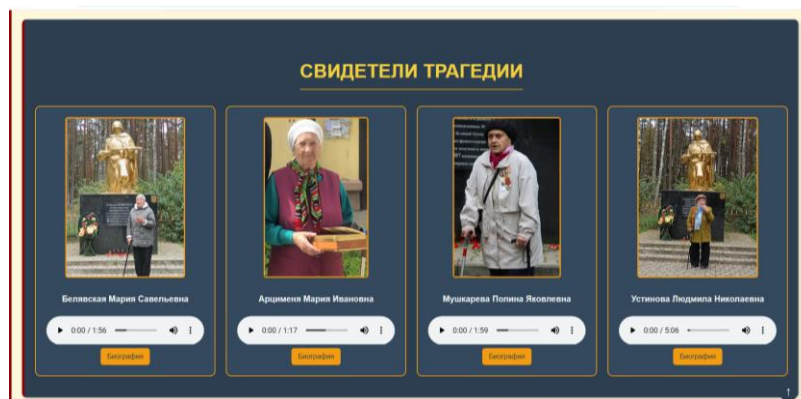 СВИДЕТЕЛИ ТРАГЕДИИ
Белявская Мария Савельевна
Арцименя Мария Ивановна
Мушкарева Полина Яковлевна
Устинова Людмила Николаевна
0:00 / 1:56
0:00 / 1:17
0:00 / 1:59
0:00 / 5:06
Биография
Биография
Биография
Биография